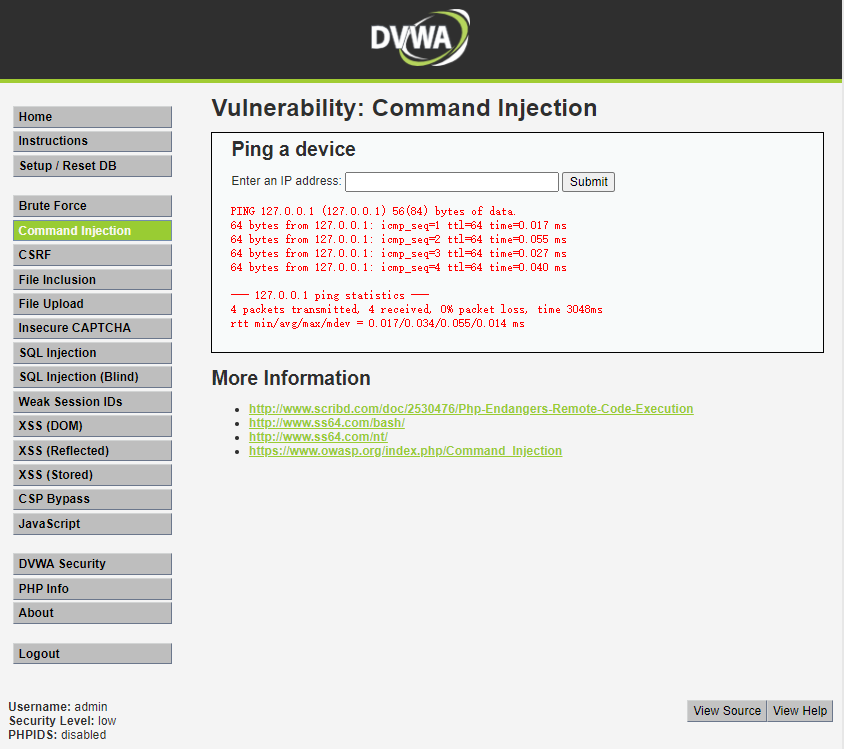 DVWA
Home
Instructions
Setup / Reset DB
Brute Force
Command Injection
CSRF
File Inclusion
File Upload
Insecure CAPTCHA
SQL Injection
SQL Injection (Blind)
Weak Session IDs
XSS (DOM)
XSS (Reflected)
XSS (Stored)
CSP Bypass
JavaScript
DVWA Security
PHP Info
About
Logout
Vulnerability: Command Injection
Ping a device
Enter an IP address: Submit
PING 127.0.0.1 (127.0.0.1) 56(84) bytes of data.
64 bytes from 127.0.0.1: icmp_seq=1 ttl=64 time=0.017 ms
64 bytes from 127.0.0.1: icmp_seq=2 ttl=64 time=0.055 ms
64 bytes from 127.0.0.1: icmp_seq=3 ttl=64 time=0.027 ms
64 bytes from 127.0.0.1: icmp_seq=4 ttl=64 time=0.040 ms
--- 127.0.0.1 ping statistics ---
4 packets transmitted, 4 received, 0% packet loss, time 3048ms
rtt min/avg/max/mdev = 0.017/0.034/0.055/0.014 ms
More Information
http://www.scribd.com/doc/2530476/Php-Endangers-Remote-Code-Execution
http://www.ss64.com/bash/
http://www.ss64.com/nt/
https://www.owasp.org/index.php/Command_Injection
Username: admin
Security Level: low
PHPIDS: disabled
View Source View Help